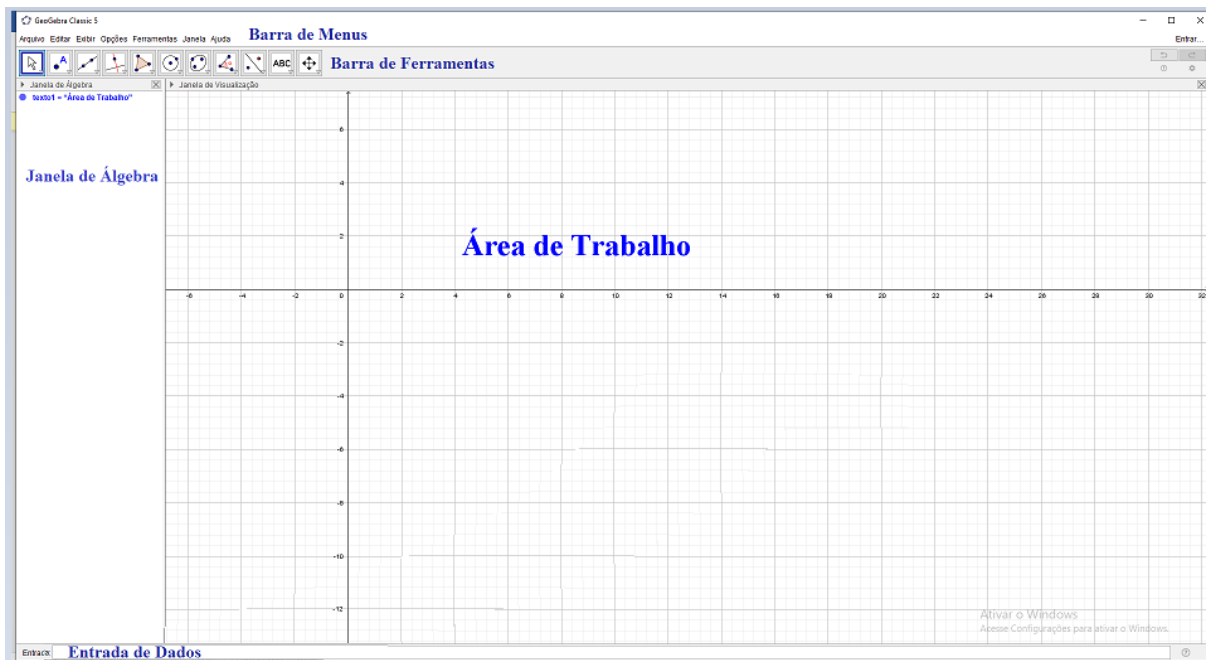 GeoGebra Classic 5
Arquivo Editar Exibir Opções Ferramentas Janela Ajuda Barra de Menus Entrar...
A ABC Barra de Ferramentas
Janela de Álgebra Janela de Visualização
texto1 = "Área de Trabalho"
6
Janela de Álgebra
4
2
Área de Trabalho
-6 -4 -2 0 2 4 6 8 10 12 14 16 18 20 22 24 26 28 30 32
-2
-4
-6
-8
-10
-12
Ativar o Windows
Acesse Configurações para ativar o Windows.
Entrada: Entrada de Dados